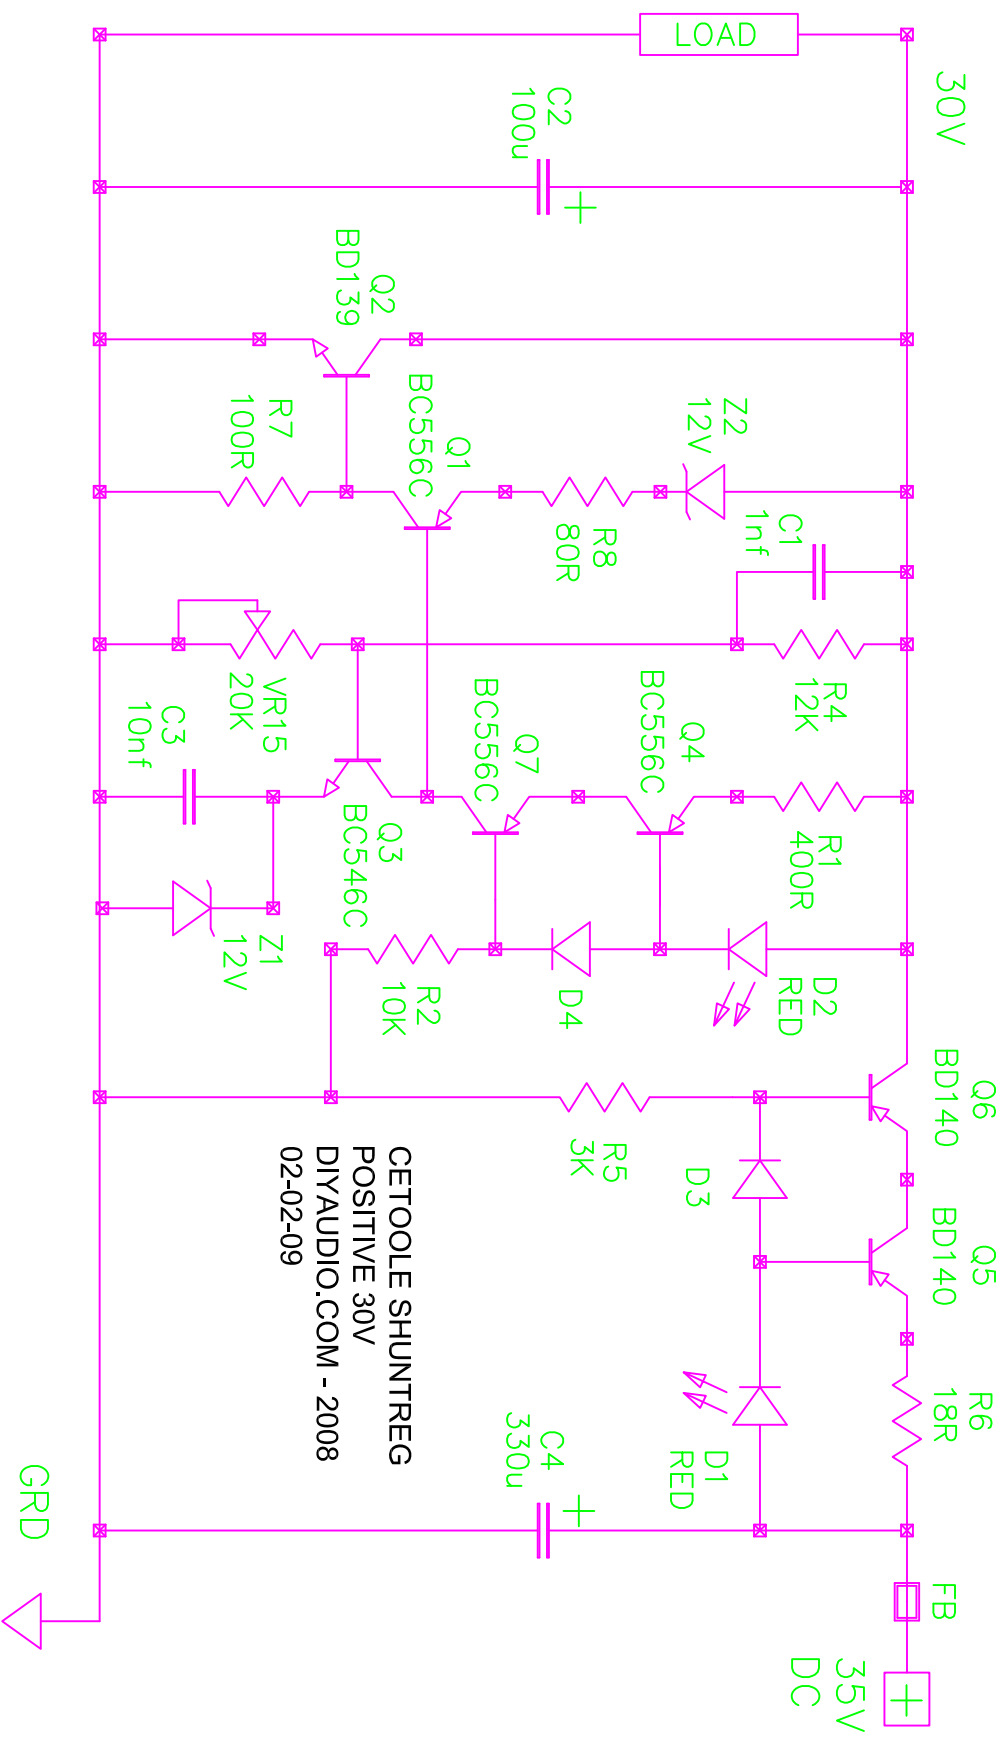 30V
LOAD
C2
100u
Q2
BD139
R7
100R
Q1
BC556C
Z2
12V
R8
80R
C1
1nf
R4
12K
VR15
20K
C3
10nf
Q3
BC546C
Q7
BC556C
Q4
BC556C
R1
400R
Z1
12V
R2
10K
D4
D2
RED
Q6
BD140
R5
3K
D3
Q5
BD140
R6
18R
D1
RED
C4
330u
FB
35V
DC
GRD
CETOOLE SHUNTREG
POSITIVE 30V
DIYAUDIO.COM - 2008
02-02-09